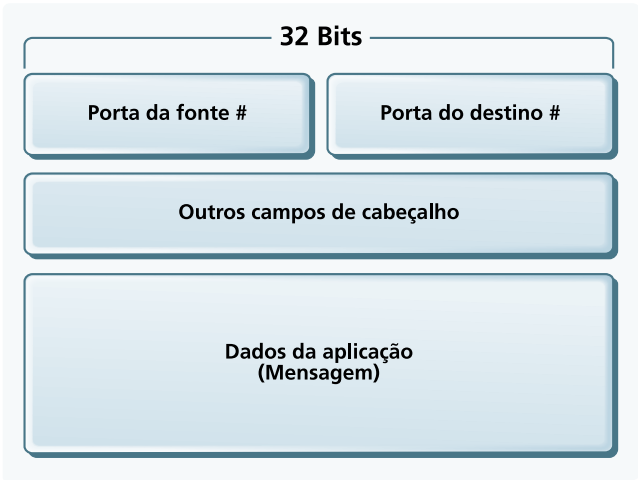 32 Bits
Porta da fonte #
Porta do destino #
Outros campos de cabeçalho
Dados da aplicação
(Mensagem)